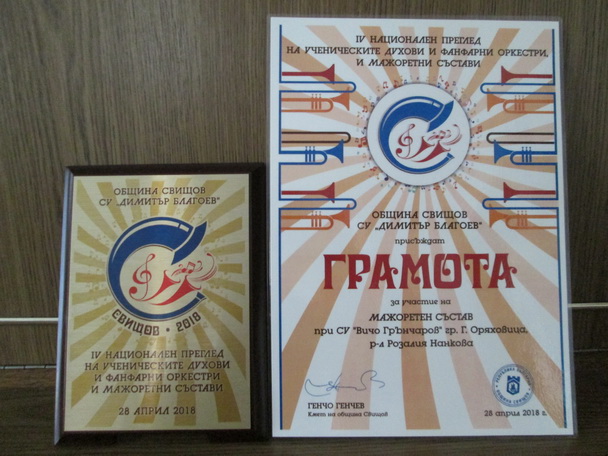 ОБЩИНА СВИЩОВ
СУ „ДИМИТЪР БЛАГОЕВ"
СВИЩОВ • 2018
IV НАЦИОНАЛЕН ПРЕГЛЕД
НА УЧЕНИЧЕСКИТЕ ДУХОВИ
И ФАНФАРНИ ОРКЕСТРИ
И МАЖОРЕТНИ СЪСТАВИ
28 АПРИЛ 2018
IV НАЦИОНАЛЕН ПРЕГЛЕД
НА УЧЕНИЧЕСКИТЕ ДУХОВИ И ФАНФАРНИ ОРКЕСТРИ,
И МАЖОРЕТНИ СЪСТАВИ
ОБЩИНА СВИЩОВ
СУ „ДИМИТЪР БЛАГОЕВ"
присъждат
ГРАМОТА
за участие на
МАЖОРЕТЕН СЪСТАВ
при СУ "Вичо Грънчаров" гр. Г. Оряховица,
р-л Розалия Нанкова
ГЕНЧО ГЕНЧЕВ
Кмет на община Свищов
28 април 2018 г.